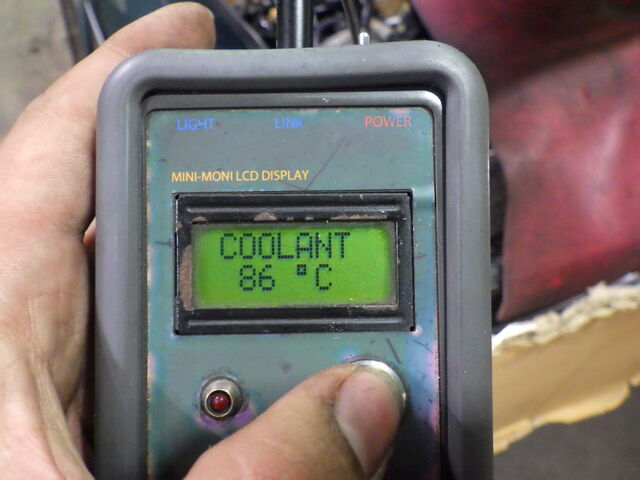 LIGHT LINK POWER
MINI-MONI LCD DISPLAY
COOLANT
86 °C